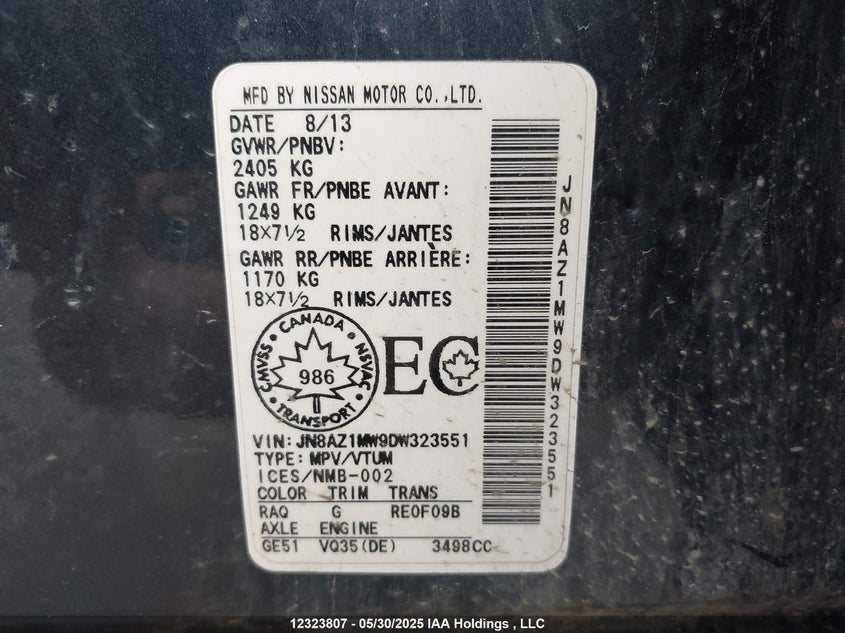 MFD BY NISSAN MOTOR CO.,LTD.
DATE 8/13
GVWR/PNBV:
2405 KG
GAWR FR/PNBE AVANT:
1249 KG
18×7½ RIMS/JANTES
GAWR RR/PNBE ARRIÈRE:
1170 KG
18×7½ RIMS/JANTES
CANADA
CMVSS
NSVAC
986
TRANSPORT
EC
VIN: JN8AZ1MW9DW323551
TYPE: MPV/VTUM
ICES/NMB-002
COLOR TRIM TRANS
RAQ G RE0F09B
AXLE ENGINE
GE51 VQ35(DE) 3498CC
JN8AZ1MW9DW323551
12323807 - 05/30/2025 IAA Holdings , LLC